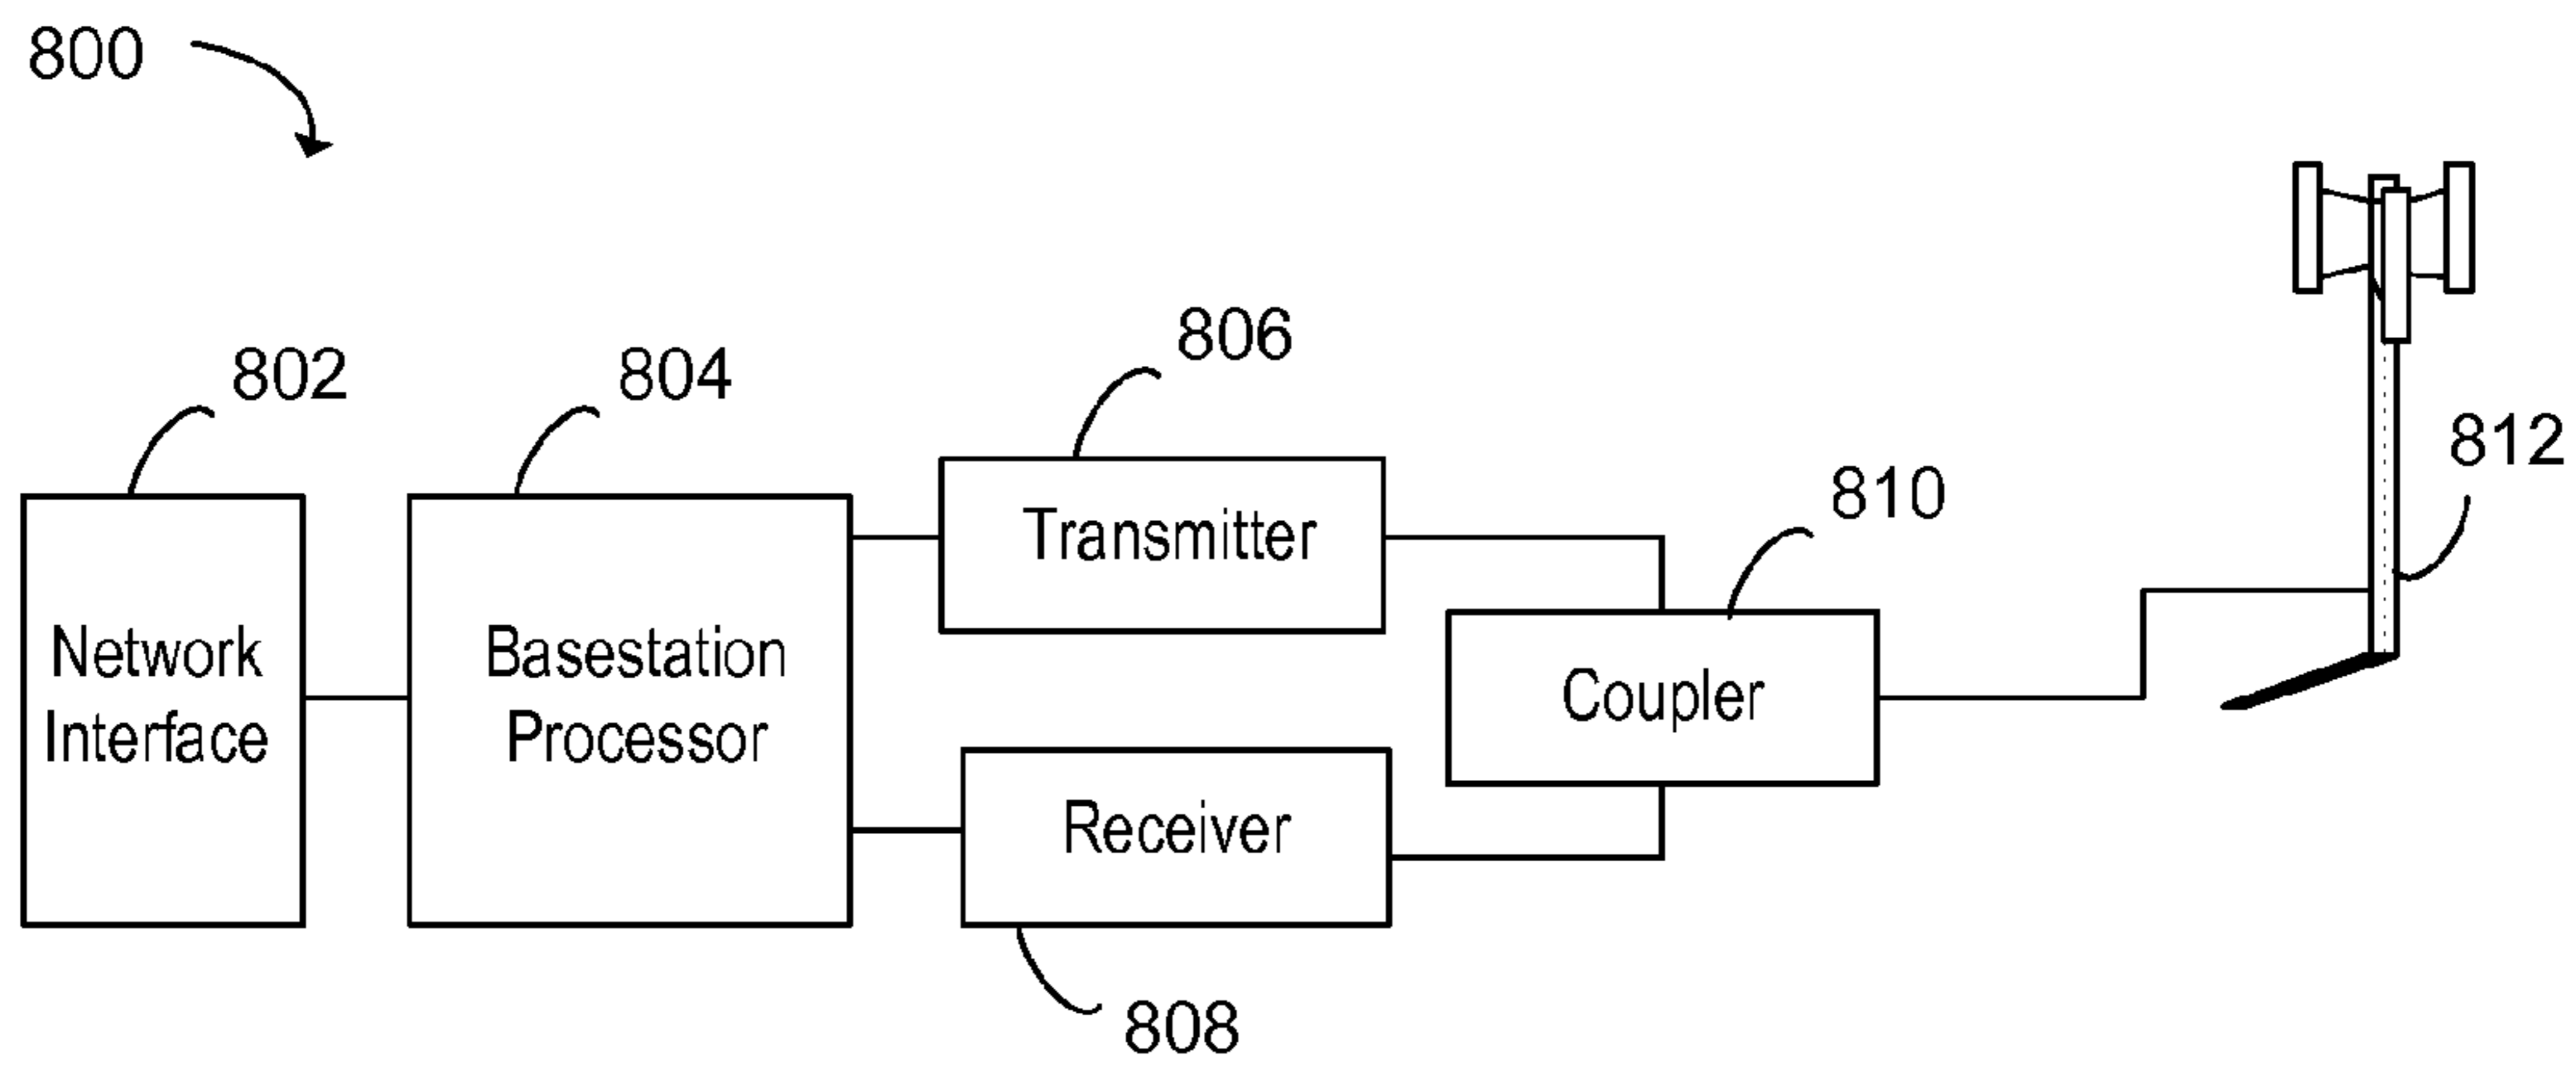 800
802
804
806
810
812
Network
Interface
Basestation
Processor
Transmitter
Coupler
Receiver
808